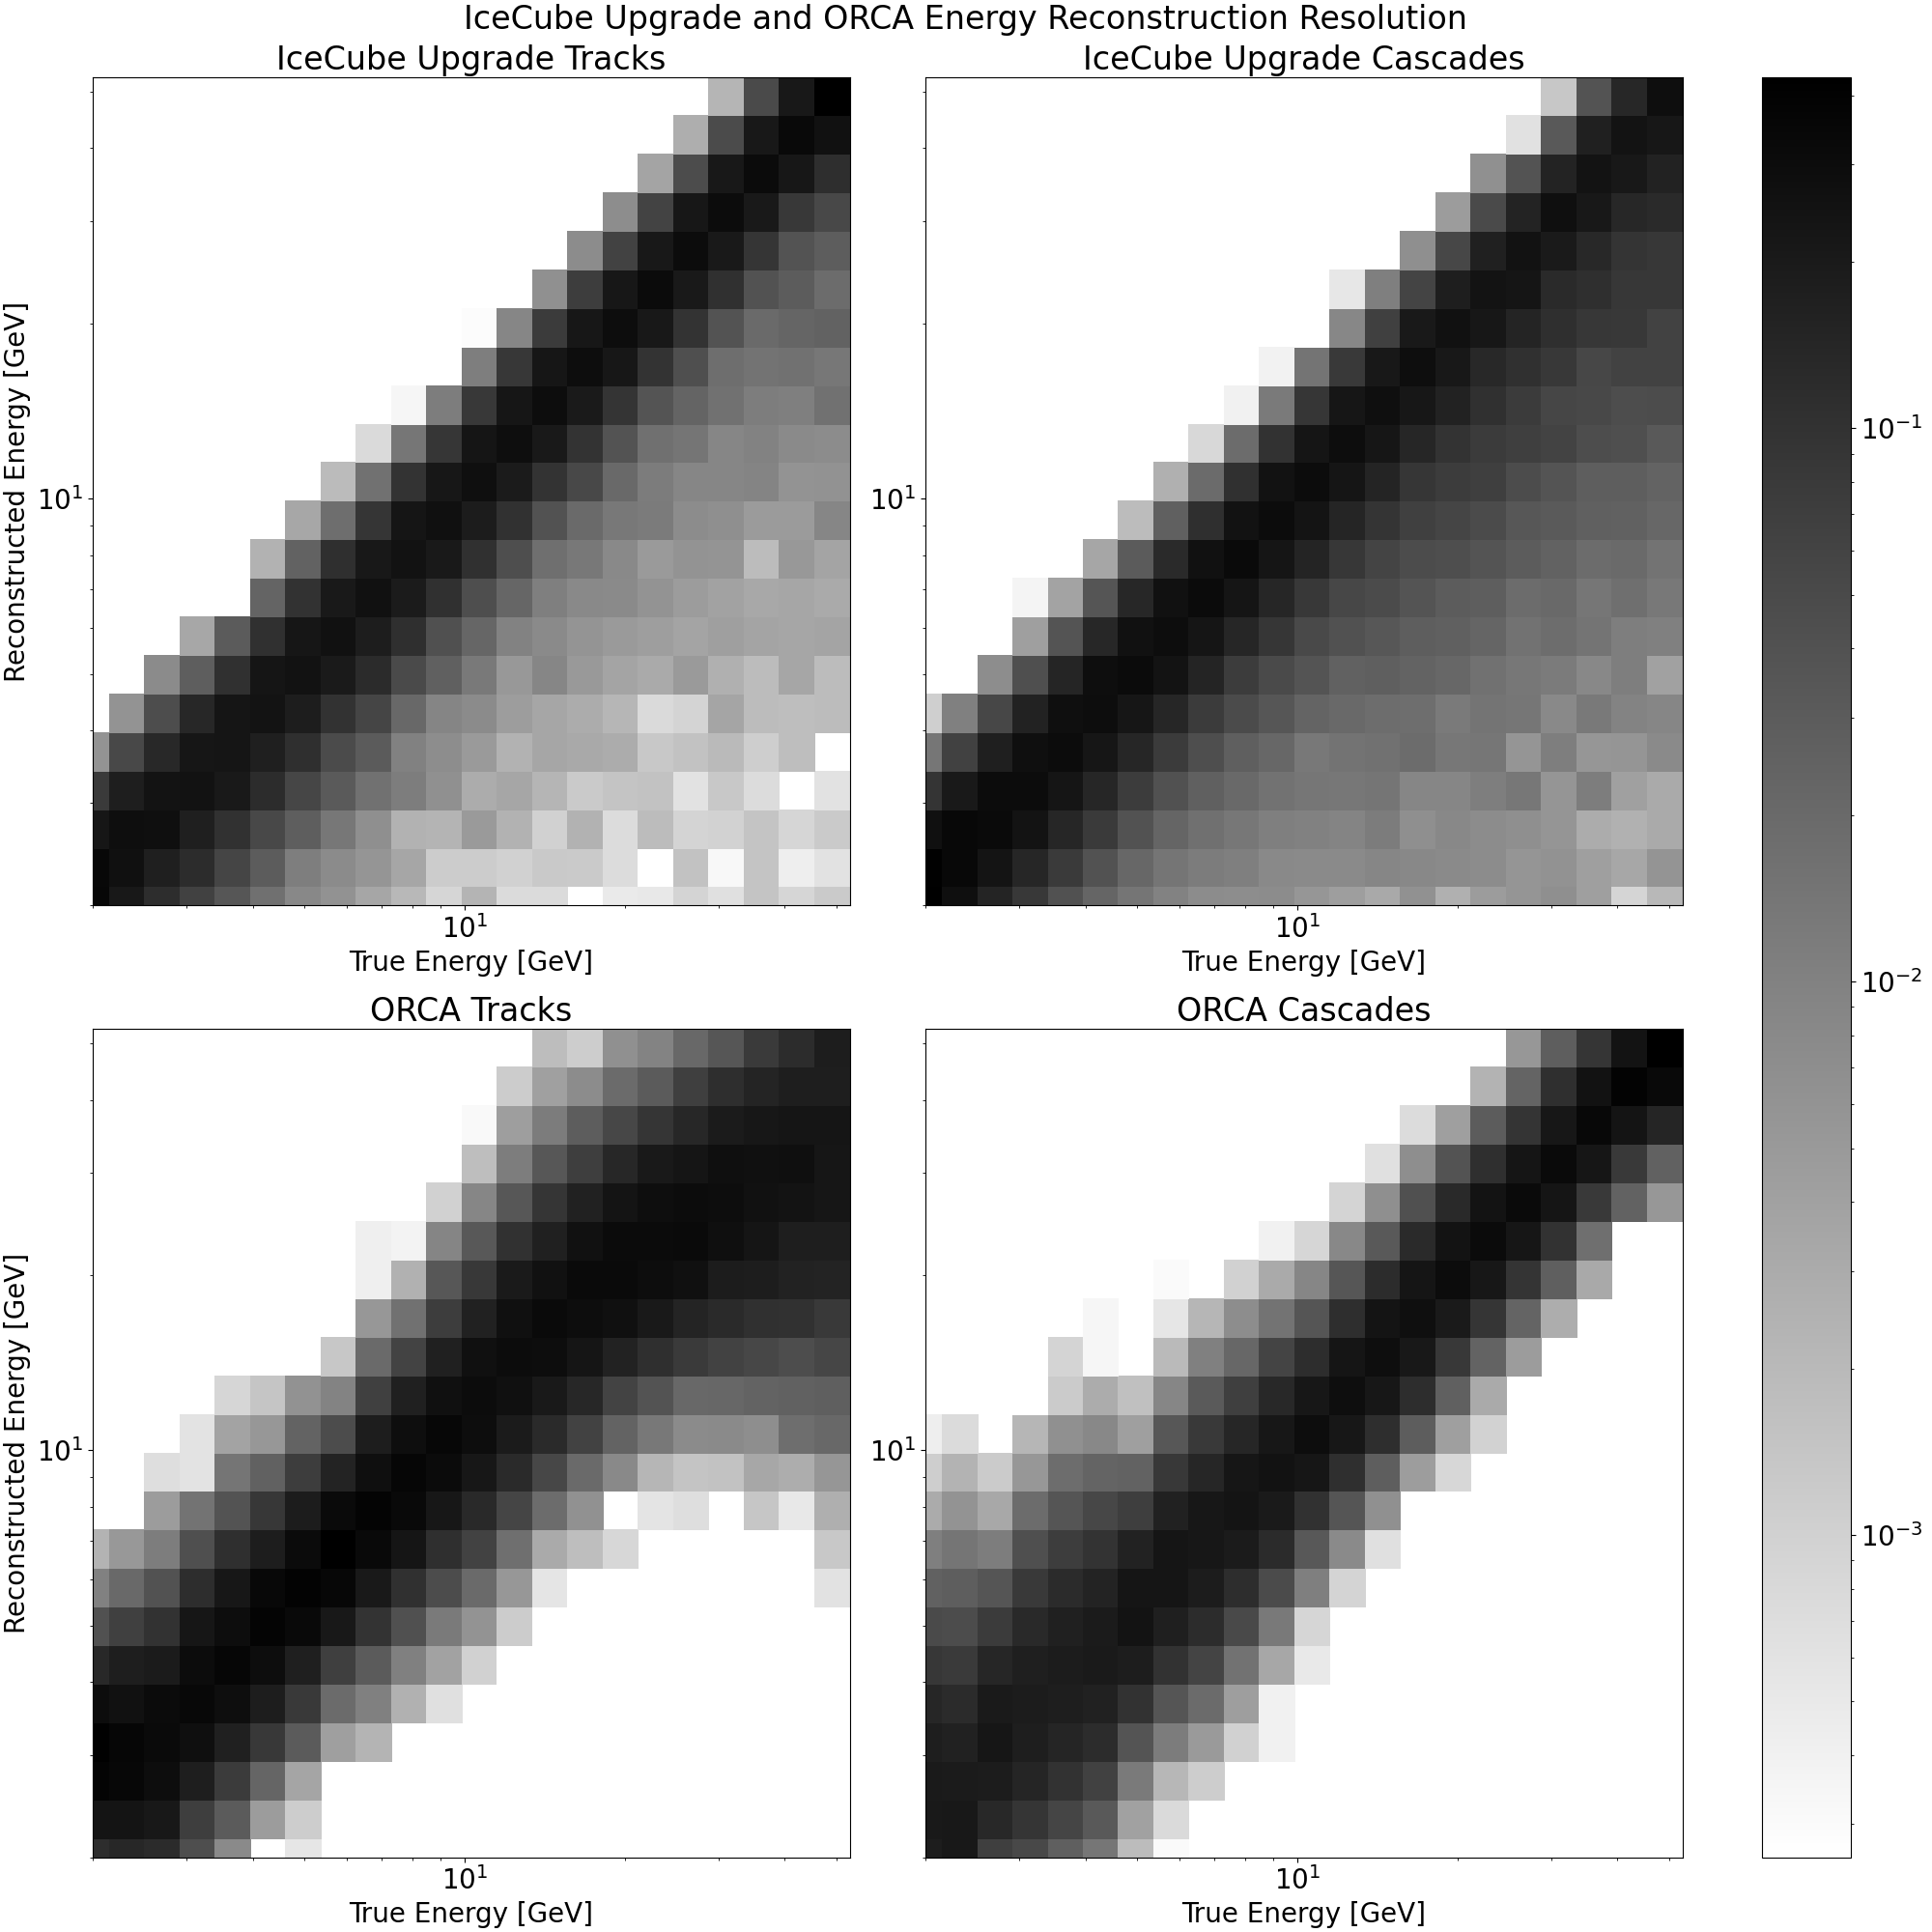 IceCube Upgrade and ORCA Energy Reconstruction Resolution
IceCube Upgrade Tracks
IceCube Upgrade Cascades
Reconstructed Energy [GeV]
10¹
10¹
10¹
10¹
True Energy [GeV]
True Energy [GeV]
ORCA Tracks
ORCA Cascades
Reconstructed Energy [GeV]
10¹
10¹
10¹
10¹
True Energy [GeV]
True Energy [GeV]
10⁻¹
10⁻²
10⁻³